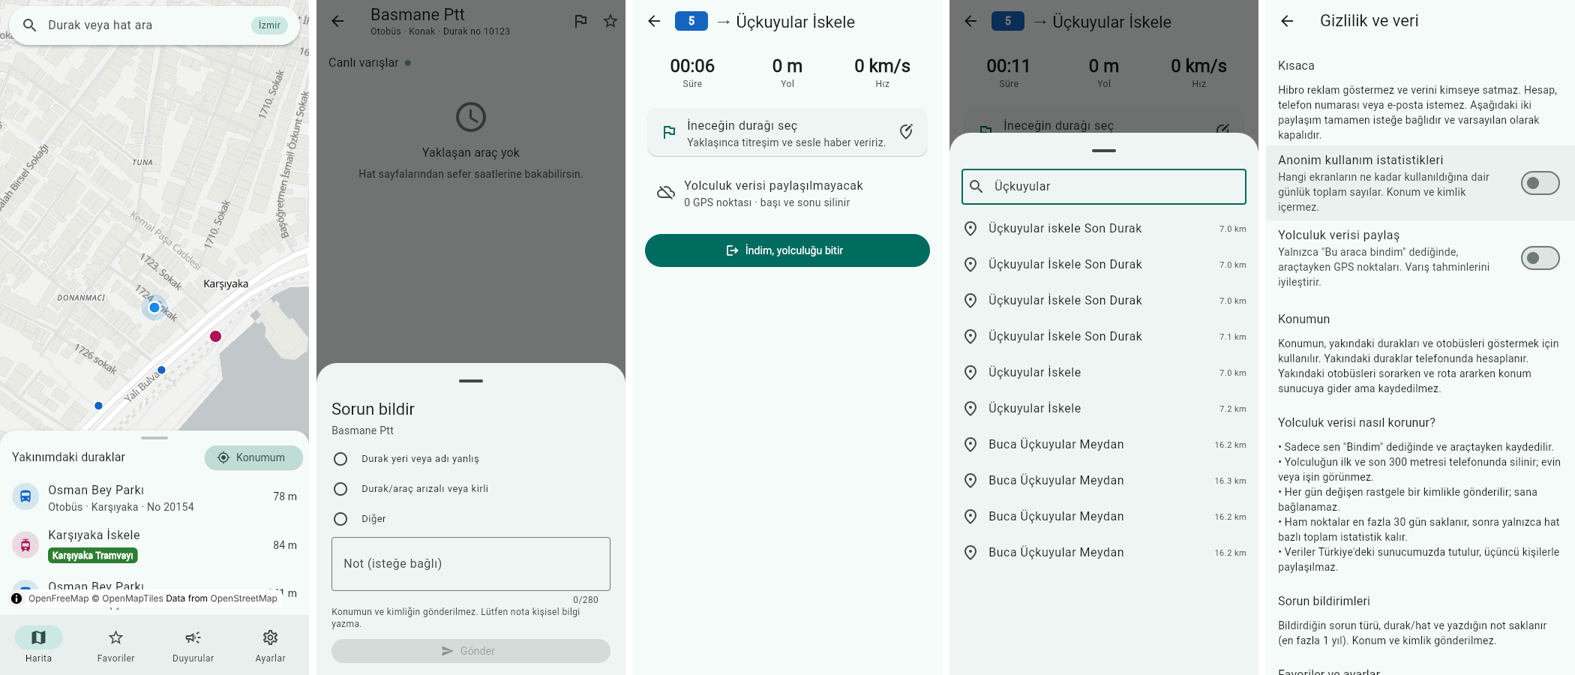 Durak veya hat ara
İzmir
16
1710. Sokak
Salah Birsel Sokağı
TUNA
Başöğretmen İsmail Özkunt Sokak
Kemal Paşa Caddesi
1710. Sokak
1723. Sokak
Karşıyaka
DONANMACI
1724. Sokak
1726 sokak
Yalı Bulva
Yakınımdaki duraklar
Konumum
Osman Bey Parkı
Otobüs · Karşıyaka · No 20154
78 m
Karşıyaka İskele
Karşıyaka Tramvayı
84 m
Osman Bey Parkı
OpenFreeMap © OpenMapTiles Data from OpenStreetMap
Harita
Favoriler
Duyurular
Ayarlar
Basmane Ptt
Otobüs · Konak · Durak no 10123
Canlı varışlar
Yaklaşan araç yok
Hat sayfalarından sefer saatlerine bakabilirsin.
Sorun bildir
Basmane Ptt
Durak yeri veya adı yanlış
Durak/araç arızalı veya kirli
Diğer
Not (isteğe bağlı)
0/280
Konumun ve kimliğin gönderilmez. Lütfen nota kişisel bilgi
yazma.
Gönder
5 → Üçkuyular İskele
00:06
0 m
0 km/s
Süre
Yol
Hız
İneceğin durağı seç
Yaklaşınca titreşim ve sesle haber veririz.
Yolculuk verisi paylaşılmayacak
0 GPS noktası · başı ve sonu silinir
İndim, yolculuğu bitir
5 → Üçkuyular İskele
00:11
0 m
0 km/s
Süre
Yol
Hız
İneceğin durağı seç
Üçkuyular
Üçkuyular iskele Son Durak 7.0 km
Üçkuyular İskele Son Durak 7.0 km
Üçkuyular İskele Son Durak 7.0 km
Üçkuyular İskele Son Durak 7.1 km
Üçkuyular İskele 7.0 km
Üçkuyular İskele 7.2 km
Buca Üçkuyular Meydan 16.2 km
Buca Üçkuyular Meydan 16.3 km
Buca Üçkuyular Meydan 16.2 km
Buca Üçkuyular Meydan 16.2 km
Gizlilik ve veri
Kısaca
Hibro reklam göstermez ve verini kimseye satmaz. Hesap,
telefon numarası veya e-posta istemez. Aşağıdaki iki
paylaşım tamamen isteğe bağlıdır ve varsayılan olarak
kapalıdır.
Anonim kullanım istatistikleri
Hangi ekranların ne kadar kullanıldığına dair
günlük toplam sayılar. Konum ve kimlik
içermez.
Yolculuk verisi paylaş
Yalnızca "Bu araca bindim" dediğinde,
araçtayken GPS noktaları. Varış tahminlerini
iyileştirir.
Konumun
Konumun, yakındaki durakları ve otobüsleri göstermek için
kullanılır. Yakındaki duraklar telefonunda hesaplanır.
Yakındaki otobüsleri sorarken ve rota ararken konum
sunucuya gider ama kaydedilmez.
Yolculuk verisi nasıl korunur?
• Sadece sen "Bindim" dediğinde ve araçtayken kaydedilir.
• Yolculuğun ilk ve son 300 metresi telefonunda silinir; evin
veya işin görünmez.
• Her gün değişen rastgele bir kimlikle gönderilir; sana
bağlanamaz.
• Ham noktalar en fazla 30 gün saklanır, sonra yalnızca hat
bazlı toplam istatistik kalır.
• Veriler Türkiye'deki sunucumuzda tutulur, üçüncü kişilerle
paylaşılmaz.
Sorun bildirimleri
Bildirdiğin sorun türü, durak/hat ve yazdığın not saklanır
(en fazla 1 yıl). Konum ve kimlik gönderilmez.
Favoriler ve ayarlar